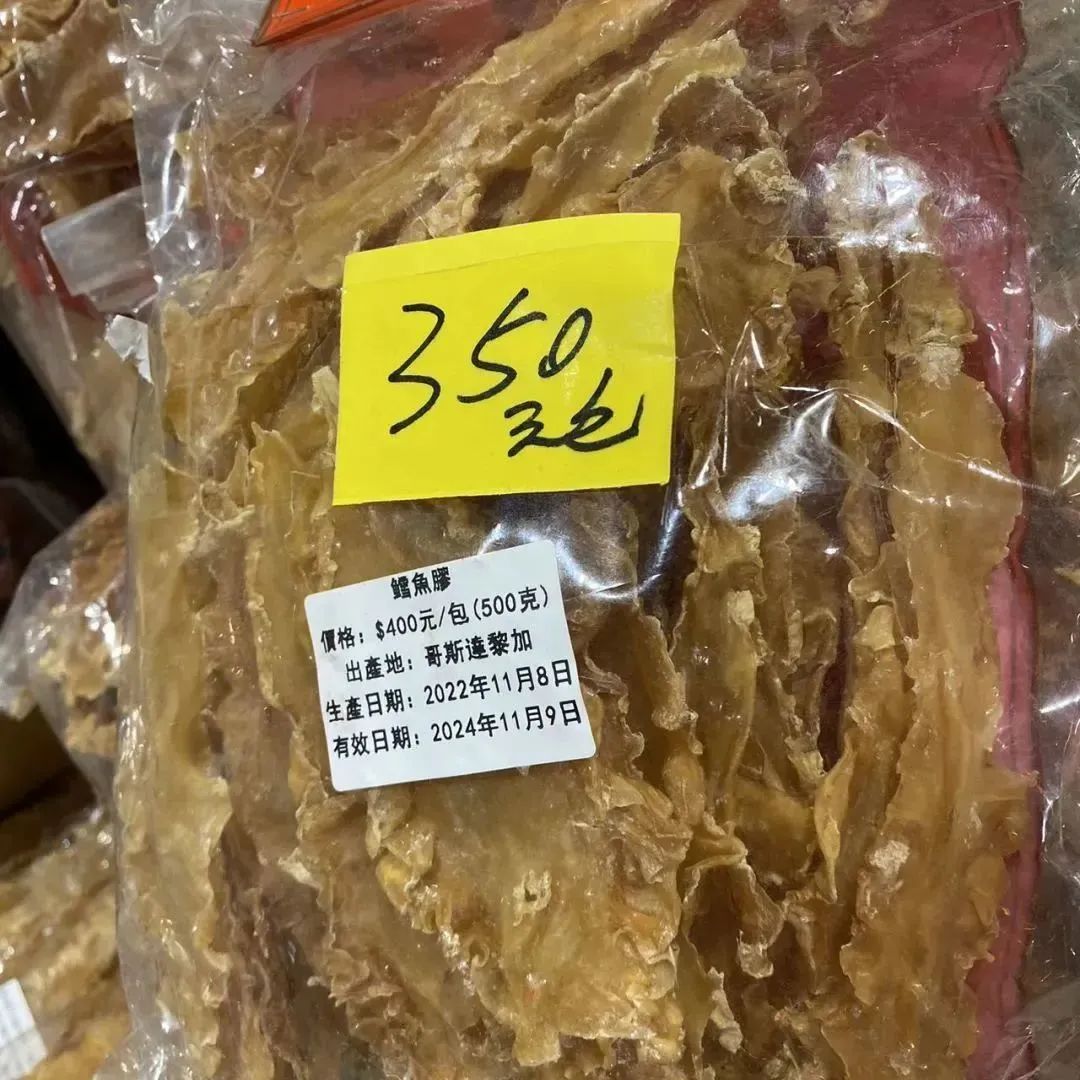 350
元包
鱈魚膠
價格: $400元/包(500克)
出產地: 哥斯達黎加
生產日期: 2022年11月8日
有效日期: 2024年11月9日